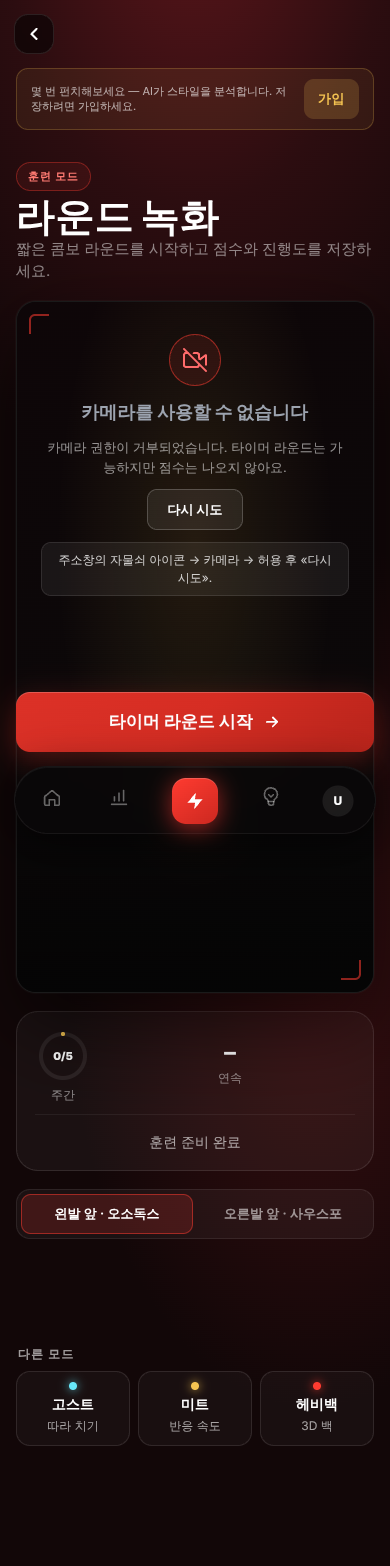 몇 번 펀치해보세요 — AI가 스타일을 분석합니다. 저
장하려면 가입하세요.
가입
훈련 모드
라운드 녹화
짧은 콤보 라운드를 시작하고 점수와 진행도를 저장하
세요.
카메라를 사용할 수 없습니다
카메라 권한이 거부되었습니다. 타이머 라운드는 가
능하지만 점수는 나오지 않아요.
다시 시도
주소창의 자물쇠 아이콘 → 카메라 → 허용 후 «다시
시도».
타이머 라운드 시작 →
U
0/5
주간
–
연속
훈련 준비 완료
왼발 앞 · 오소독스
오른발 앞 · 사우스포
다른 모드
고스트
따라 치기
미트
반응 속도
헤비백
3D 백